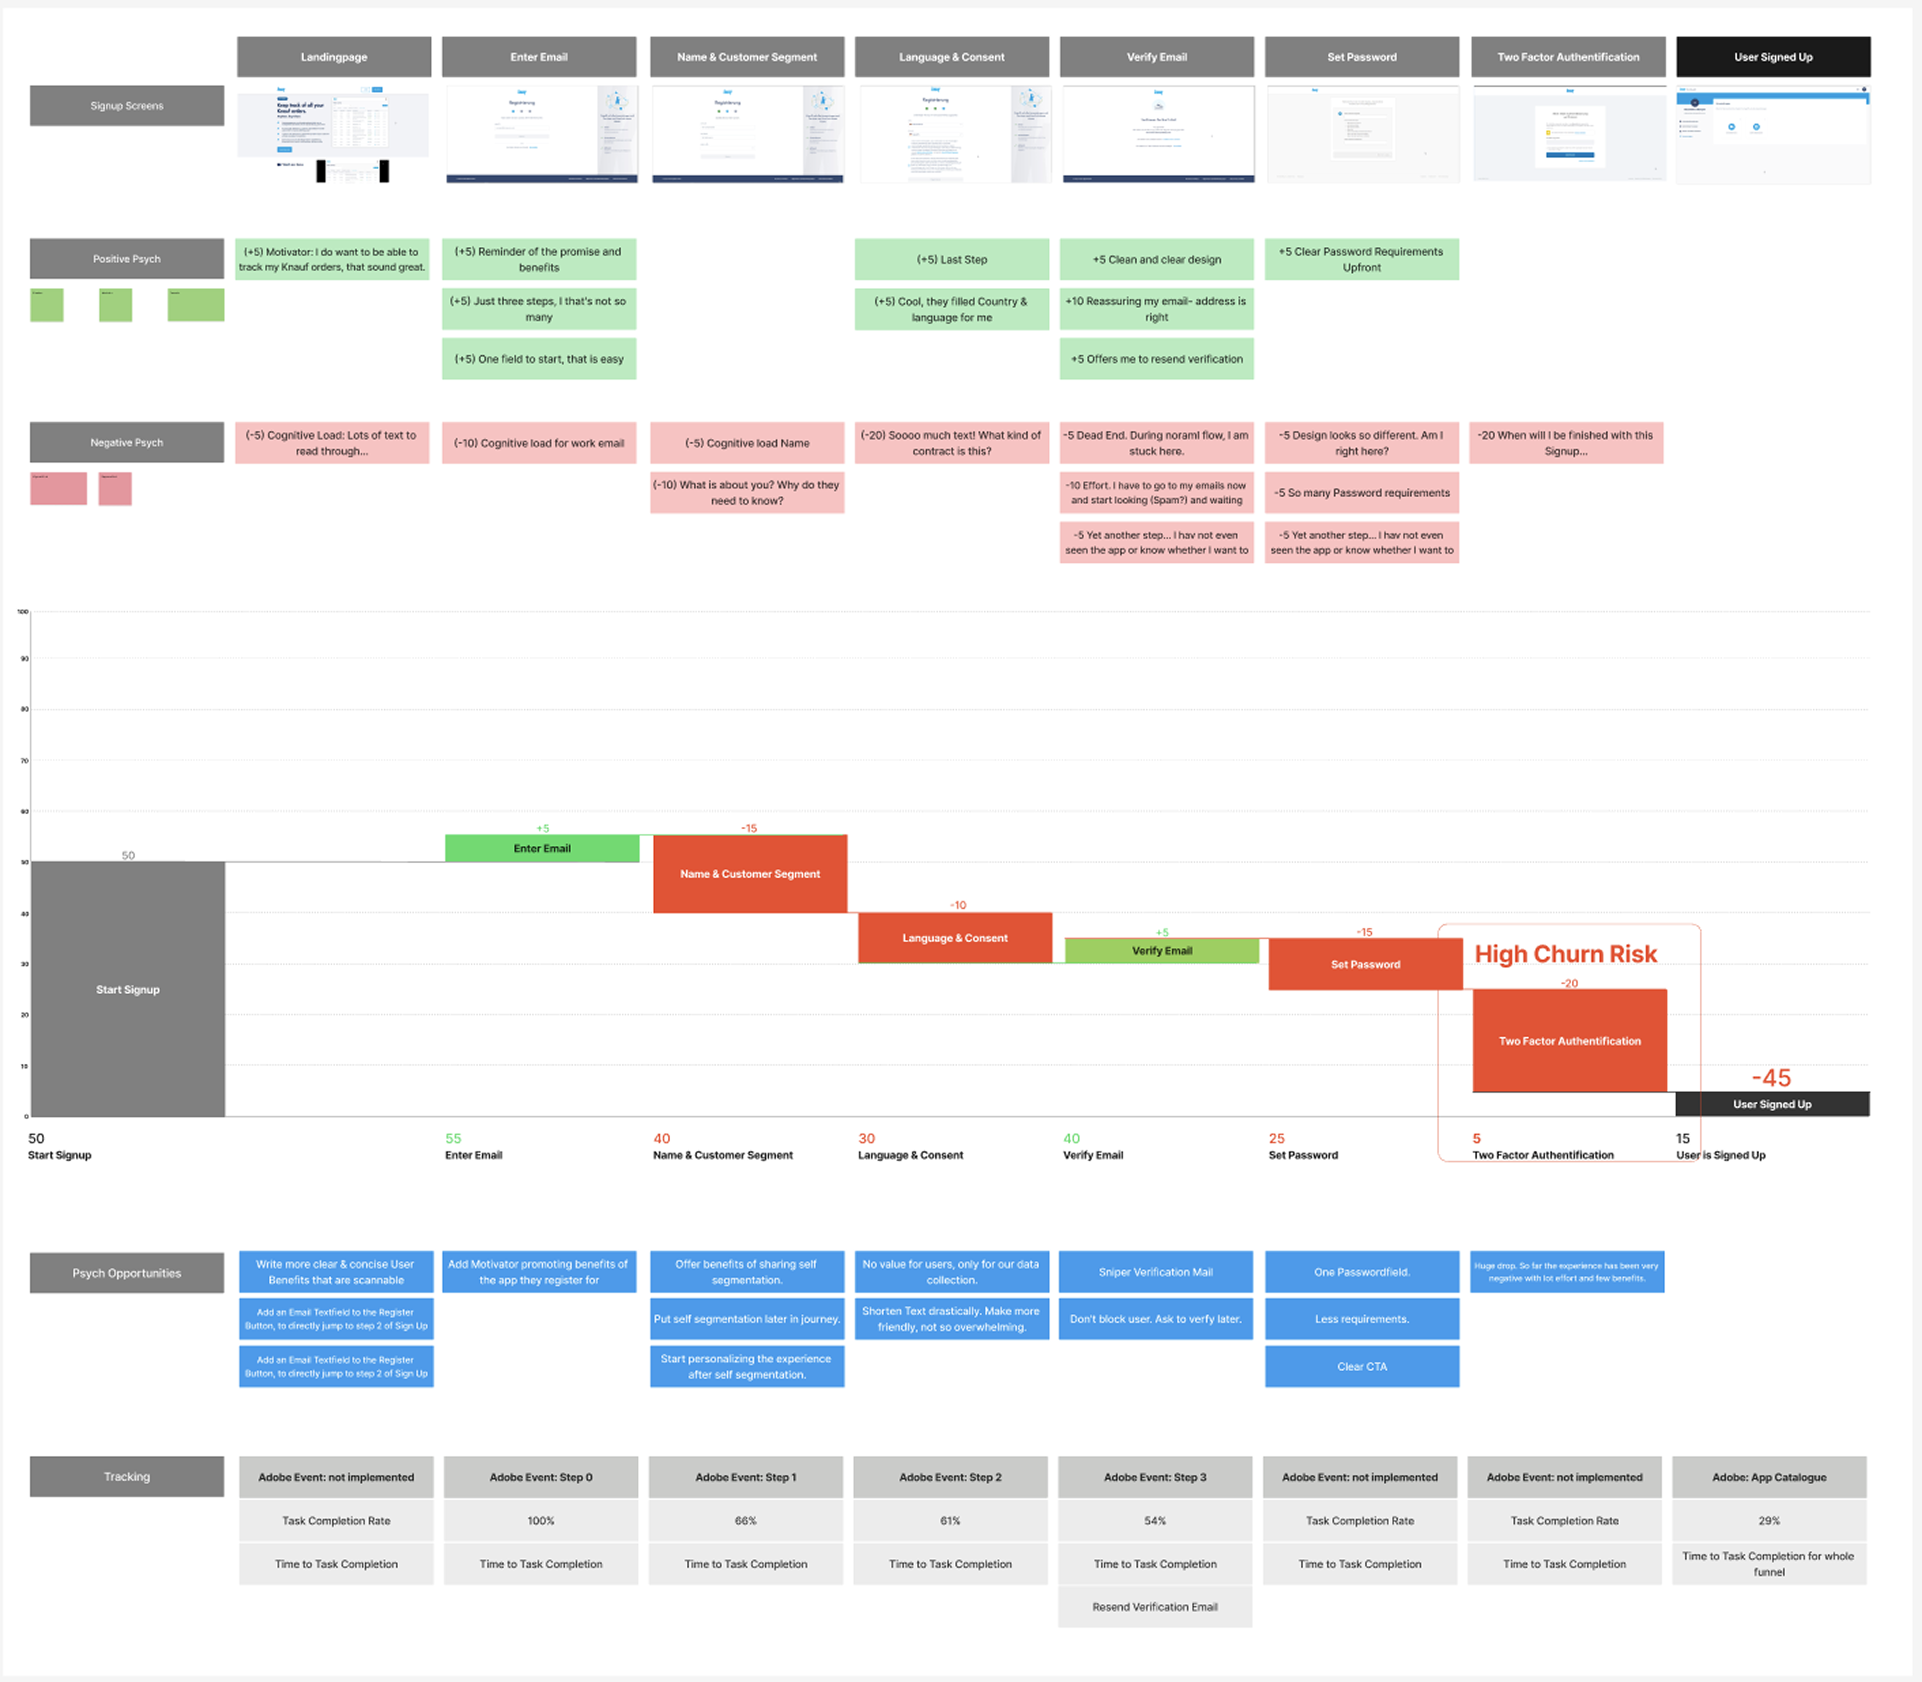 Landingpage
Enter Email
Name & Customer Segment
Language & Consent
Verify Email
Set Password
Two Factor Authentification
User Signed Up
Signup Screens
Keep track of all your
Knauf orders
Registrierung
Registrierung
Registrierung
Positive Psych
(+5) Motivator: I do want to be able to
track my Knauf orders, that sound great.
(+5) Reminder of the promise and
benefits
(+5) Just three steps, I that's not so
many
(+5) One field to start, that is easy
(+5) Last Step
(+5) Cool, they filled Country &
language for me
+5 Clean and clear design
+10 Reassuring my email- address is
right
+5 Offers me to resend verification
+5 Clear Password Requirements
Upfront
Negative Psych
(-5) Cognitive Load: Lots of text to
read through...
(-10) Cognitive load for work email
(-5) Cognitive load Name
(-10) What is about you? Why do they
need to know?
(-20) Soooo much text! What kind of
contract is this?
-5 Dead End. During noraml flow, I am
stuck here.
-10 Effort. I have to go to my emails now
and start looking (Spam?) and waiting
-5 Yet another step... I hav not even
seen the app or know whether I want to
-5 Design looks so different. Am I
right here?
-5 So many Password requirements
-5 Yet another step... I hav not even
seen the app or know whether I want to
-20 When will I be finished with this
Signup...
100
90
80
70
60
50
40
30
20
10
0
50
Start Signup
+5
Enter Email
-15
Name & Customer Segment
-10
Language & Consent
+5
Verify Email
-15
Set Password
High Churn Risk
-20
Two Factor Authentification
-45
User Signed Up
50
Start Signup
55
Enter Email
40
Name & Customer Segment
30
Language & Consent
40
Verify Email
25
Set Password
5
Two Factor Authentification
15
User is Signed Up
Psych Opportunities
Write more clear & concise User
Benefits that are scannable
Add an Email Textfield to the Register
Button, to directly jump to step 2 of Sign Up
Add an Email Textfield to the Register
Button, to directly jump to step 2 of Sign Up
Add Motivator promoting benefits of
the app they register for
Offer benefits of sharing self
segmentation.
Put self segmentation later in journey.
Start personalizing the experience
after self segmentation.
No value for users, only for our data
collection.
Shorten Text drastically. Make more
friendly, not so overwhelming.
Sniper Verification Mail
Don't block user. Ask to verfy later.
One Passwordfield.
Less requirements.
Clear CTA
Huge drop. So far the experience has been very
negative with lot effort and few benefits.
Tracking
Adobe Event: not implemented
Adobe Event: Step 0
Adobe Event: Step 1
Adobe Event: Step 2
Adobe Event: Step 3
Adobe Event: not implemented
Adobe Event: not implemented
Adobe: App Catalogue
Task Completion Rate
100%
66%
61%
54%
Task Completion Rate
Task Completion Rate
29%
Time to Task Completion
Time to Task Completion
Time to Task Completion
Time to Task Completion
Time to Task Completion
Time to Task Completion
Time to Task Completion
Time to Task Completion for whole
funnel
Resend Verification Email